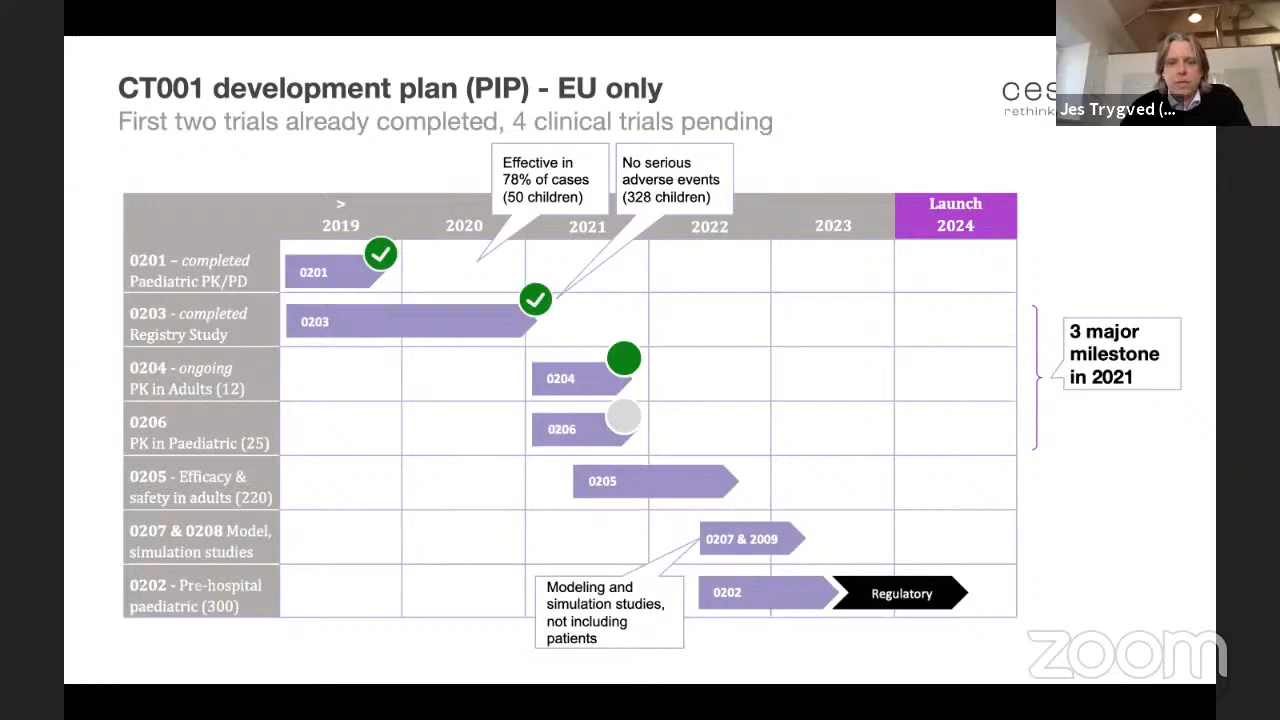 CT001 development plan (PIP) - EU only
First two trials already completed, 4 clinical trials pending
ces
rethink
Jes Trygved (...
Effective in
78% of cases
(50 children)
No serious
adverse events
(328 children)
>
2019
2020
2021
2022
2023
Launch
2024
0201 – completed
Paediatric PK/PD
0201
0203 - completed
Registry Study
0203
0204 - ongoing
PK in Adults (12)
0204
0206
PK in Paediatric (25)
0206
3 major
milestone
in 2021
0205 - Efficacy &
safety in adults (220)
0205
0207 & 0208 Model,
simulation studies
0207 & 2009
0202 - Pre-hospital
paediatric (300)
0202
Regulatory
Modeling and
simulation studies,
not including
patients
zoom